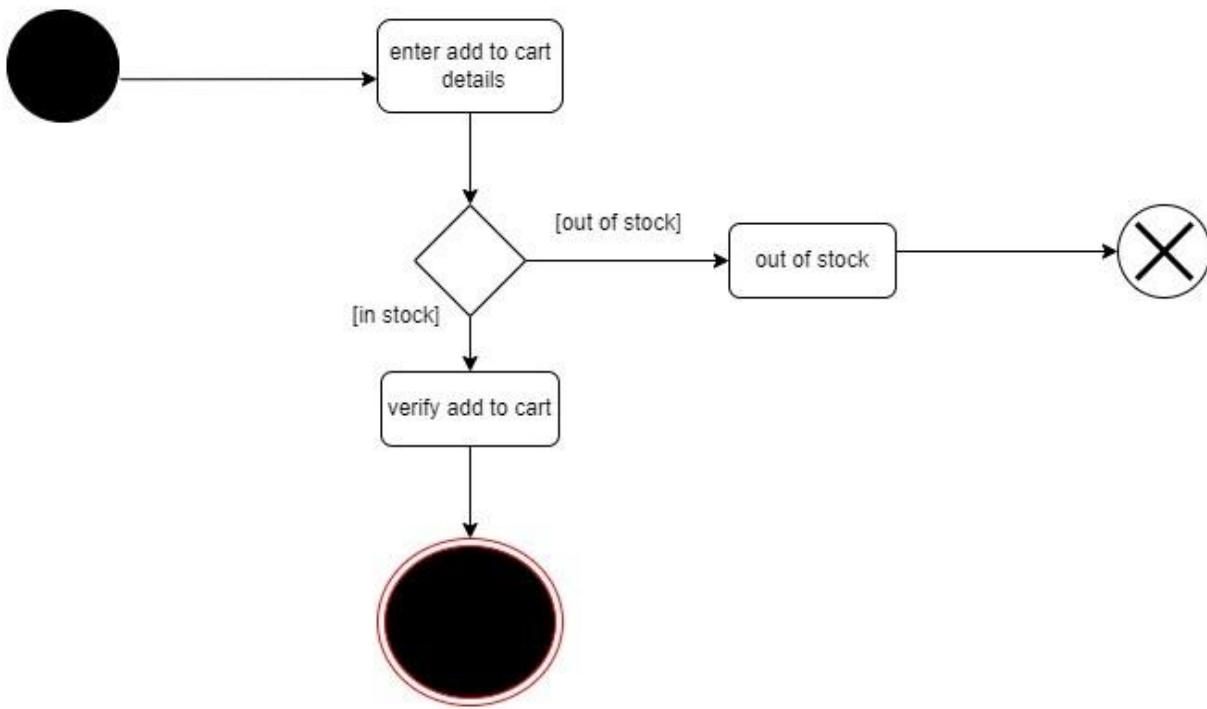 enter add to cart
details
[out of stock]
out of stock
[in stock]
verify add to cart